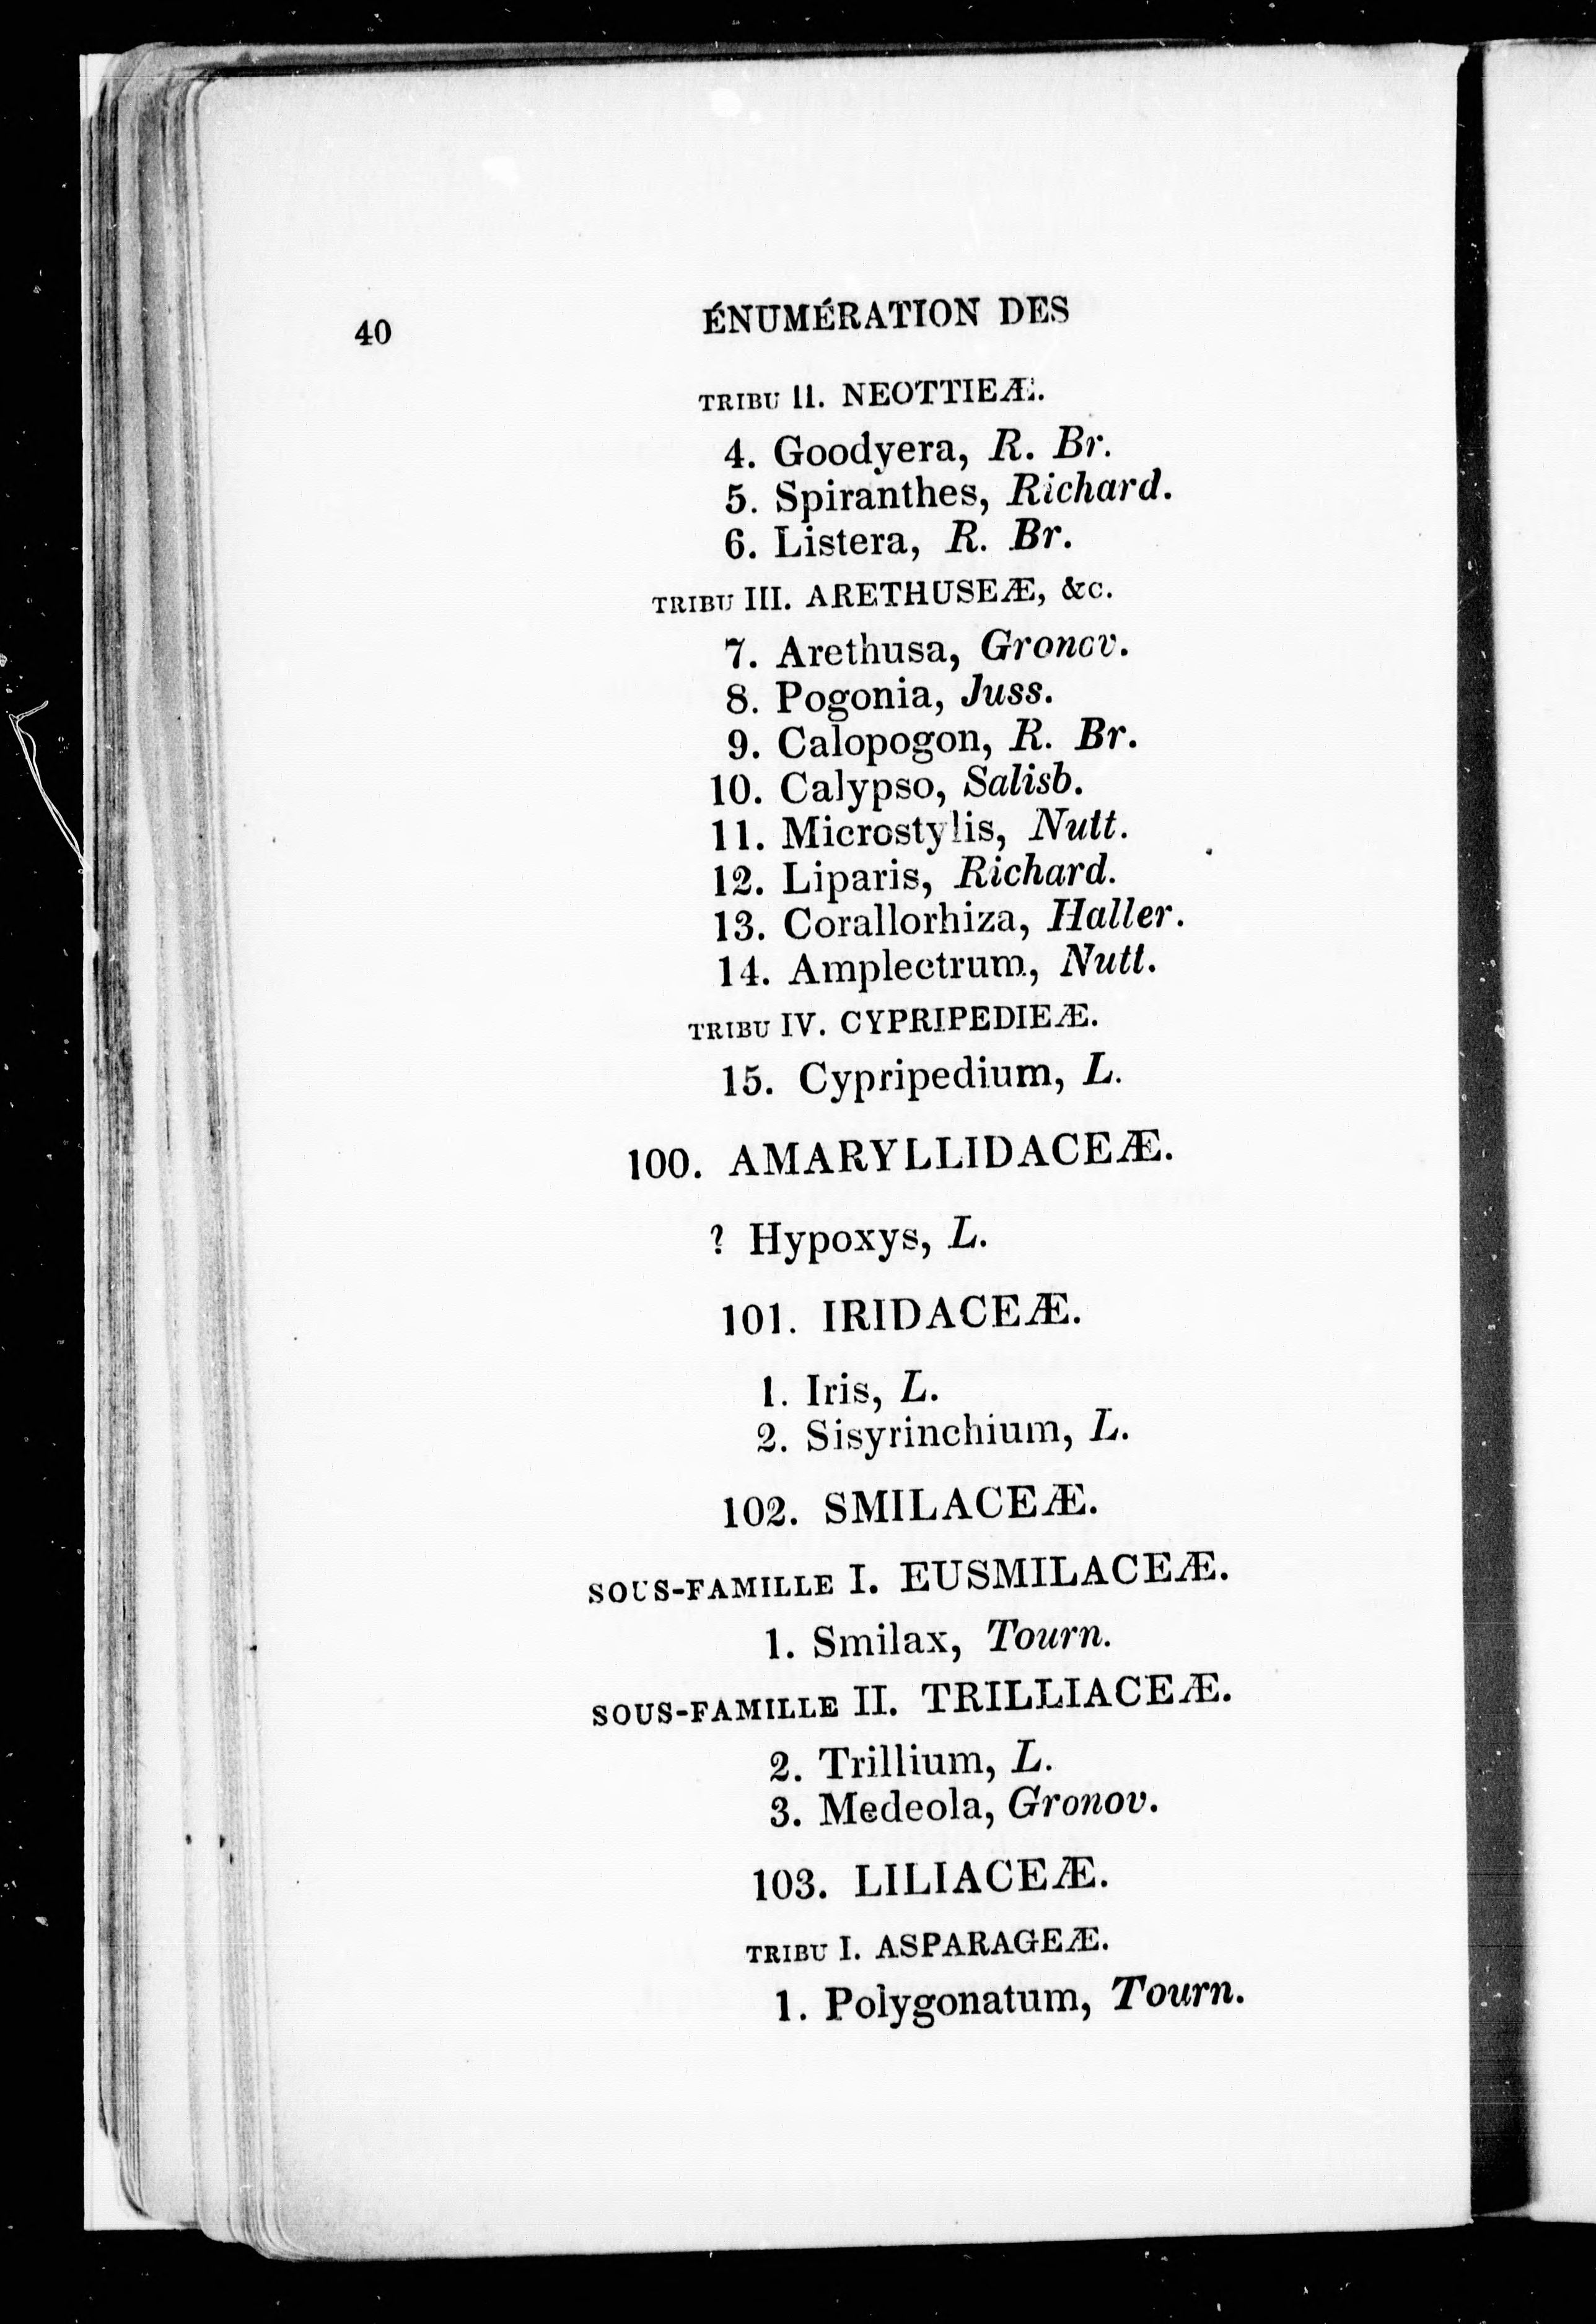 40 ÉNUMÉRATION DES
TRIBU II. NEOTTIEÆ.
4. Goodyera, R. Br.
5. Spiranthes, Richard.
6. Listera, R. Br.
TRIBU III. ARETHUSEÆ, &c.
7. Arethusa, Gronov.
8. Pogonia, Juss.
9. Calopogon, R. Br.
10. Calypso, Salisb.
11. Microstylis, Nutt.
12. Liparis, Richard.
13. Corallorhiza, Haller.
14. Amplectrum, Nutt.
TRIBU IV. CYPRIPEDIEÆ.
15. Cypripedium, L.
100. AMARYLLIDACEÆ.
? Hypoxys, L.
101. IRIDACEÆ.
1. Iris, L.
2. Sisyrinchium, L.
102. SMILACEÆ.
SOUS-FAMILLE I. EUSMILACEÆ.
1. Smilax, Tourn.
SOUS-FAMILLE II. TRILLIACEÆ.
2. Trillium, L.
3. Medeola, Gronov.
103. LILIACEÆ.
TRIBU I. ASPARAGEÆ.
1. Polygonatum, Tourn.